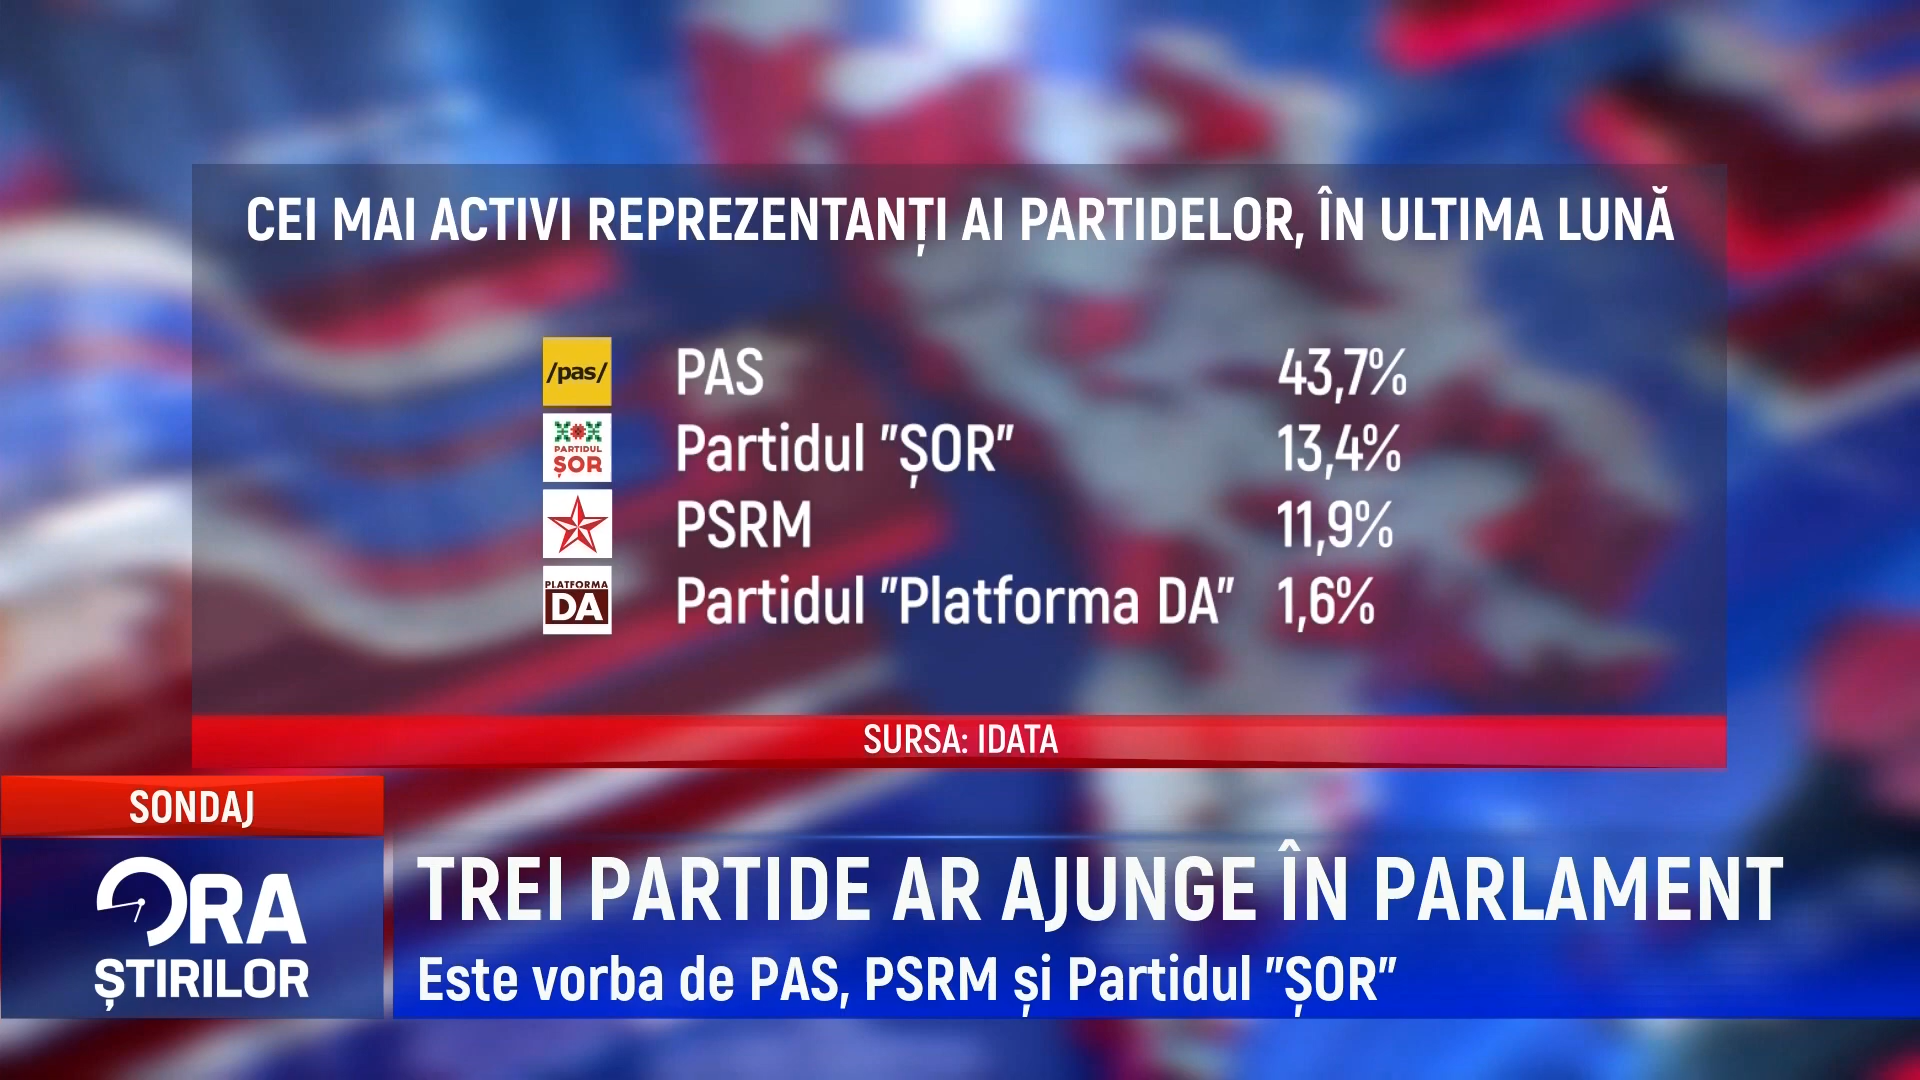 CEI MAI ACTIVI REPREZENTANȚI AI PARTIDELOR, ÎN ULTIMA LUNĂ
/pas/ PAS 43,7%
PARTIDUL
ȘOR
Partidul "ȘOR" 13,4%
PSRM 11,9%
PLATFORMA
DA
Partidul "Platforma DA" 1,6%
SURSA: IDATA
SONDAJ
ORA
ȘTIRILOR
TREI PARTIDE AR AJUNGE ÎN PARLAMENT
Este vorba de PAS, PSRM și Partidul "ȘOR"